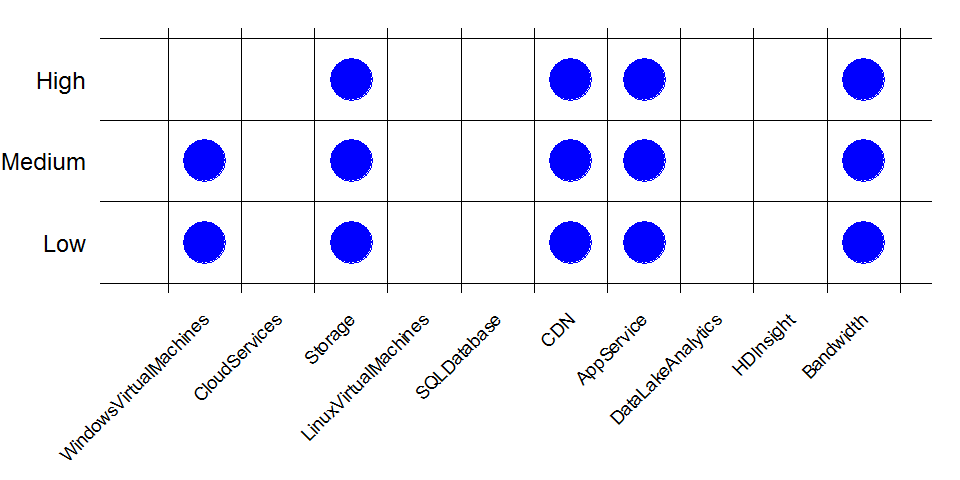 High
Medium
Low
WindowsVirtualMachines
CloudServices
Storage
LinuxVirtualMachines
SQLDatabase
CDN
AppService
DataLakeAnalytics
HDInsight
Bandwidth